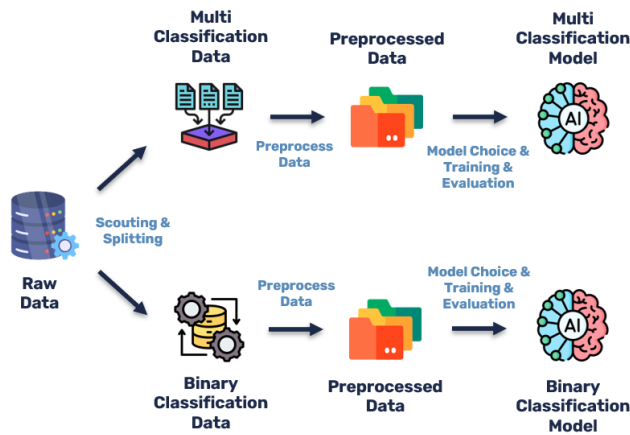 Multi
Classification
Data
Preprocessed
Data
Multi
Classification
Model
AI
Preprocess
Data
Model Choice &
Training &
Evaluation
Scouting &
Splitting
Raw
Data
Preprocess
Data
Model Choice &
Training &
Evaluation
AI
Binary
Classification
Data
Preprocessed
Data
Binary
Classification
Model